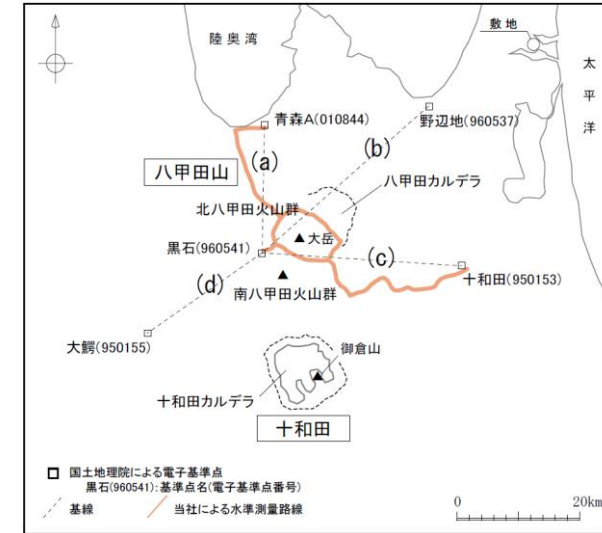 敷地
陸奥湾
太平洋
青森A(010844)
野辺地(960537)
(a)
(b)
八甲田山
八甲田カルデラ
北八甲田火山群
大岳
黒石(960541)
(c)
十和田(950153)
(d)
南八甲田火山群
大鰐(950155)
御倉山
十和田カルデラ
十和田
国土地理院による電子基準点
黒石(960541):基準点名(電子基準点番号)
基線
当社による水準測量路線
0 20km